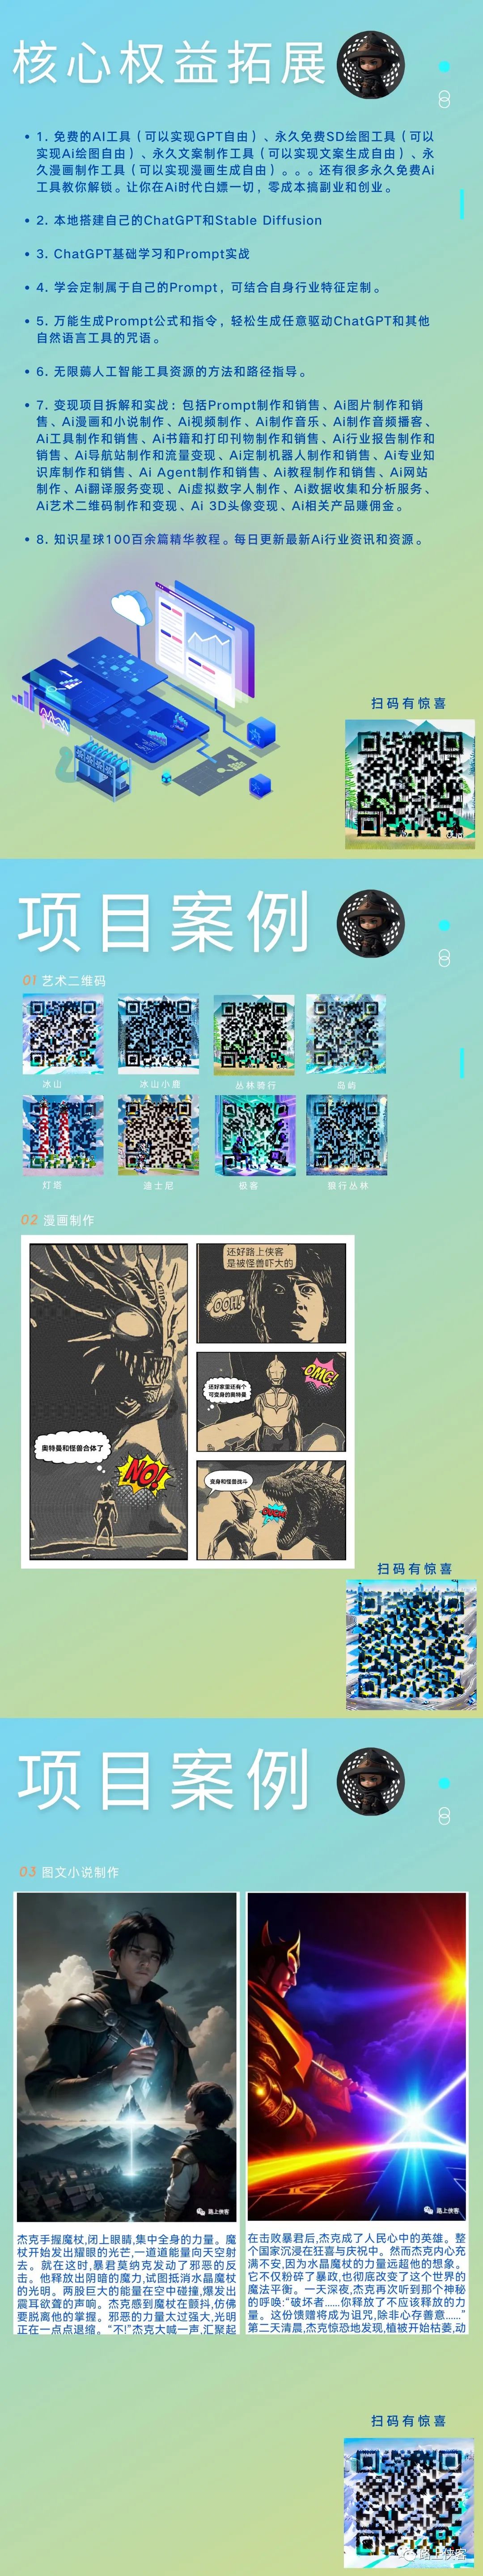 核心权益拓展
1. 免费的AI工具（可以实现GPT自由）、永久免费SD绘图工具（可以
实现Ai绘图自由）、永久文案制作工具（可以实现文案生成自由）、永
久漫画制作工具（可以实现漫画生成自由）。。。还有很多永久免费Ai
工具教你解锁。让你在Ai时代白嫖一切，零成本搞副业和创业。
2. 本地搭建自己的ChatGPT和Stable Diffusion
3. ChatGPT基础学习和Prompt实战
4. 学会定制属于自己的Prompt，可结合自身行业特征定制。
5. 万能生成Prompt公式和指令，轻松生成任意驱动ChatGPT和其他
自然语言工具的咒语。
6. 无限薅人工智能工具资源的方法和路径指导。
7. 变现项目拆解和实战：包括Prompt制作和销售、Ai图片制作和销
售、Ai漫画和小说制作、Ai视频制作、Ai制作音乐、Ai制作音频播客、
Ai工具制作和销售、Ai书籍和打印刊物制作和销售、Ai行业报告制作和
销售、Ai导航站制作和流量变现、Ai定制机器人制作和销售、Ai专业知
识库制作和销售、Ai Agent制作和销售、Ai教程制作和销售、Ai网站
制作、Ai翻译服务变现、Ai虚拟数字人制作、Ai数据收集和分析服务、
Ai艺术二维码制作和变现、Ai 3D头像变现、Ai相关产品赚佣金。
8. 知识星球100百余篇精华教程。每日更新最新Ai行业资讯和资源。
扫码有惊喜
项目案例
01 艺术二维码
冰山 冰山小鹿 丛林骑行 岛屿
灯塔 迪士尼 极客 狼行丛林
02 漫画制作
还好路上侠客
是被怪兽吓大的
OOH!
OMG!
还好家里还有个
可变身的奥特曼
奥特曼和怪兽合体了
NO!
变身和怪兽战斗
扫码有惊喜
项目案例
03 图文小说制作
路上侠客
路上侠客
杰克手握魔杖,闭上眼睛,集中全身的力量。魔
杖开始发出耀眼的光芒,一道道能量向天空射
去。就在这时,暴君莫纳克发动了邪恶的反
击。他释放出阴暗的魔力,试图抵消水晶魔杖
的光明。两股巨大的能量在空中碰撞,爆发出
震耳欲聋的声响。杰克感到魔杖在颤抖,仿佛
要脱离他的掌握。邪恶的力量太过强大,光明
正在一点点退缩。“不!”杰克大喊一声,汇聚起
在击败暴君后,杰克成了人民心中的英雄。整
个国家沉浸在狂喜与庆祝中。然而杰克内心充
满不安,因为水晶魔杖的力量远超他的想象。
它不仅粉碎了暴政,也彻底改变了这个世界的
魔法平衡。一天深夜,杰克再次听到那个神秘
的呼唤:“破坏者……你释放了不应该释放的力
量。这份馈赠将成为诅咒,除非心存善意……”
第二天清晨,杰克惊恐地发现,植被开始枯萎,动
扫码有惊喜
路上侠客